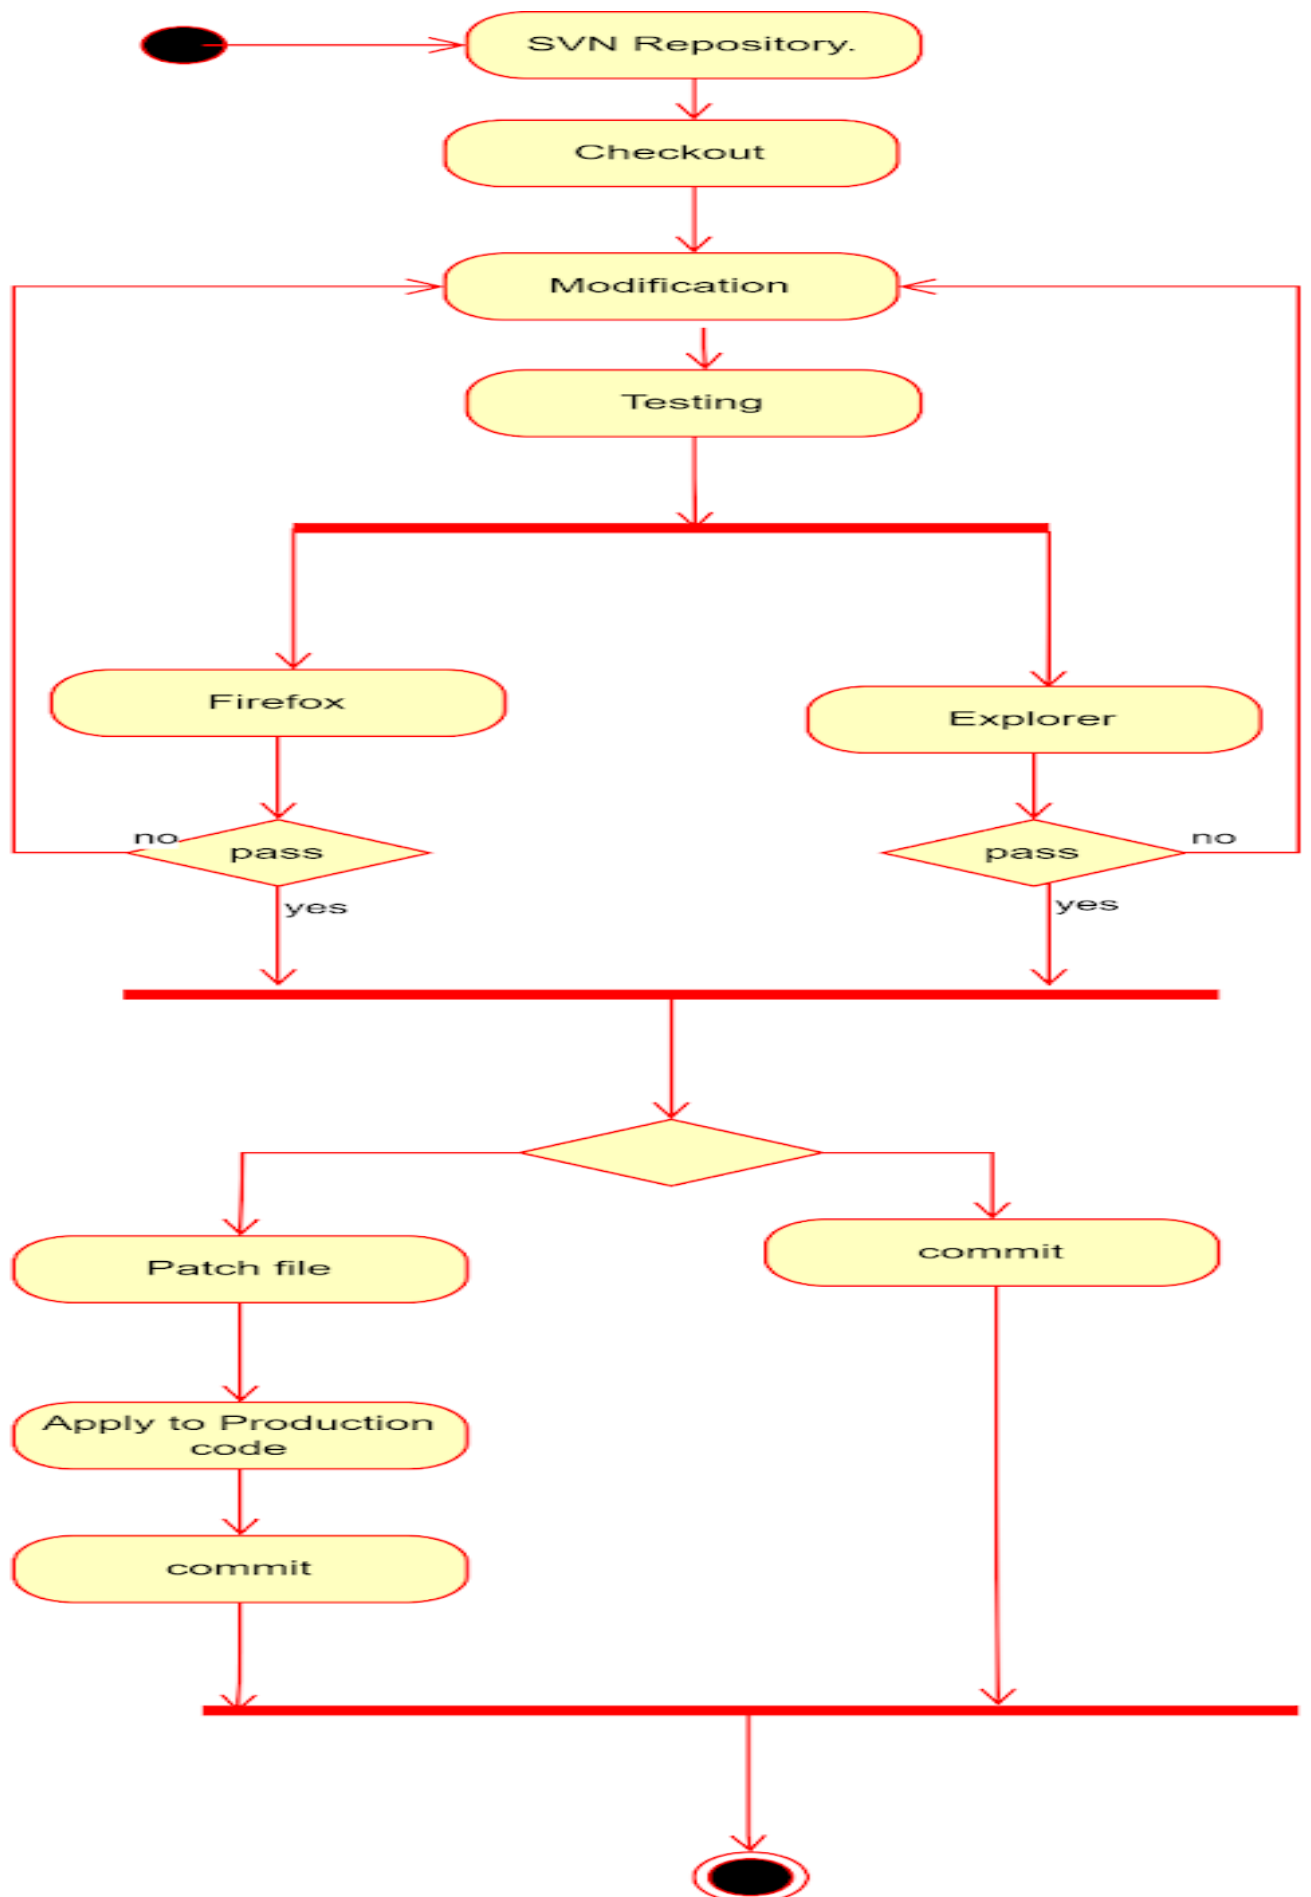 SVN Repository.
Checkout
Modification
Testing
Firefox
Explorer
no
pass
pass
no
yes
yes
Patch file
commit
Apply to Production
code
commit